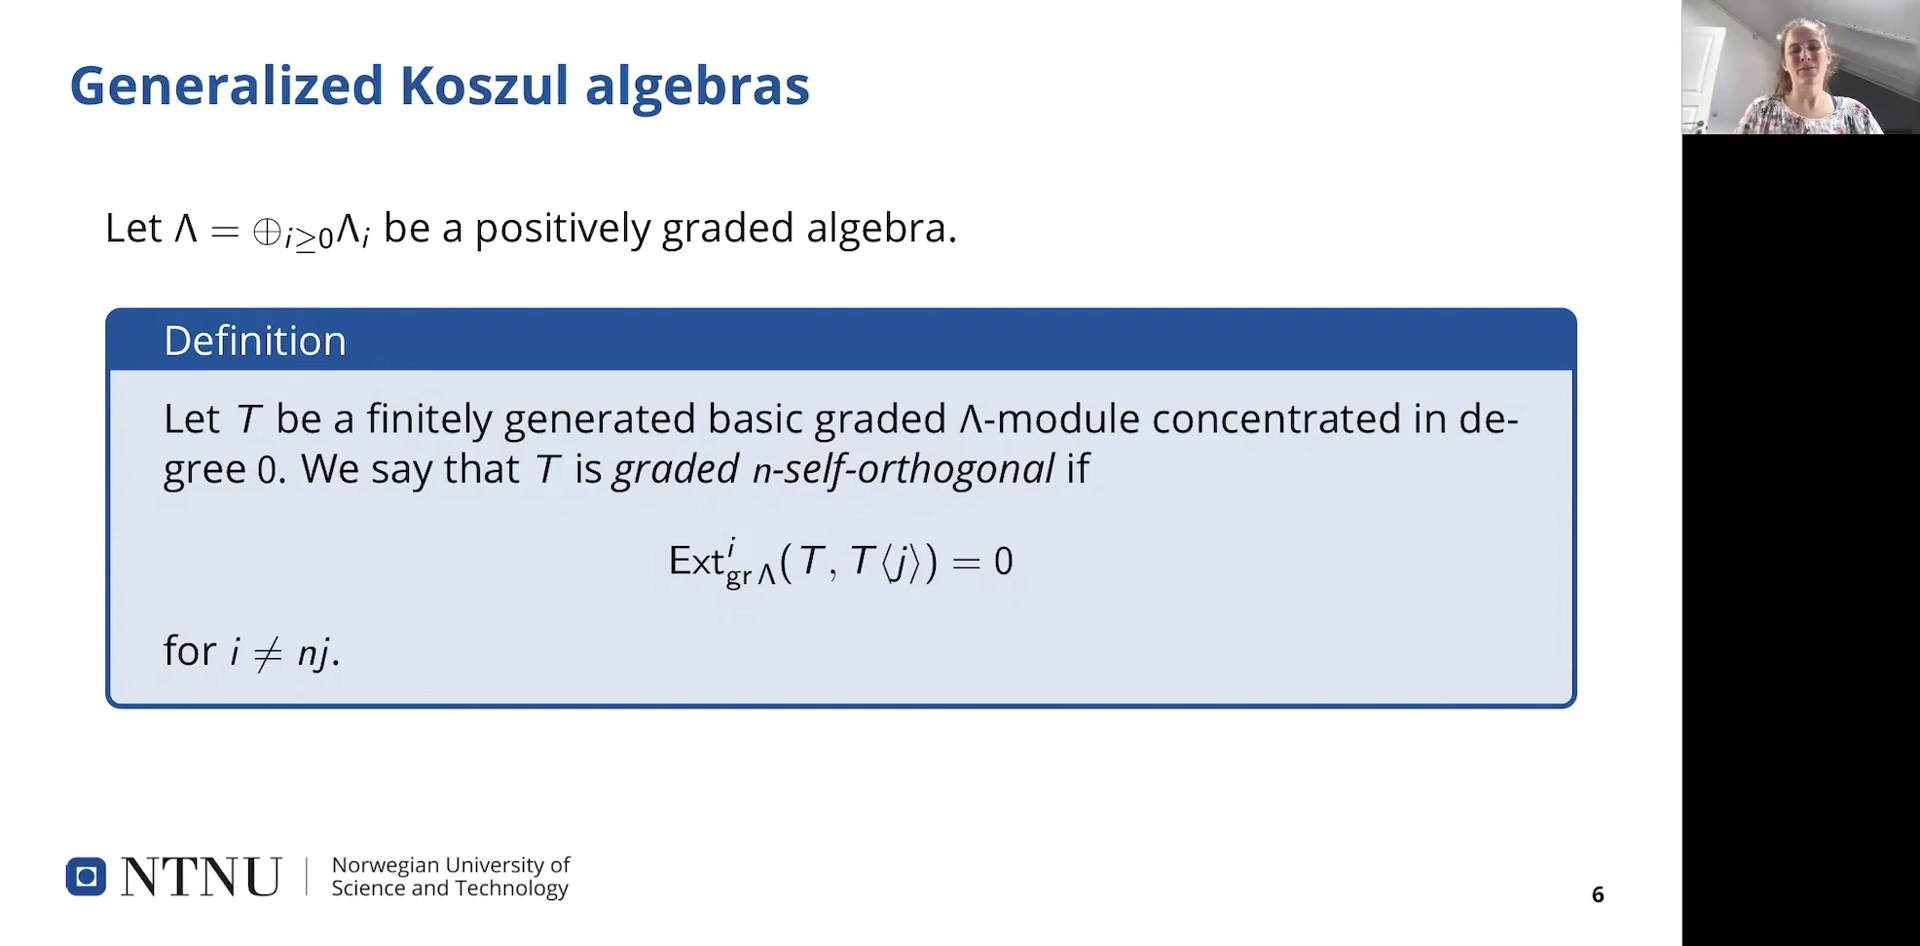 Generalized Koszul algebras
Let Λ = ⊕_{i≥0}Λ_i be a positively graded algebra.
Definition
Let T be a finitely generated basic graded Λ-module concentrated in de-
gree 0. We say that T is graded n-self-orthogonal if
Ext^i_{gr Λ}(T, T⟨j⟩) = 0
for i ≠ nj.
NTNU
Norwegian University of
Science and Technology
6